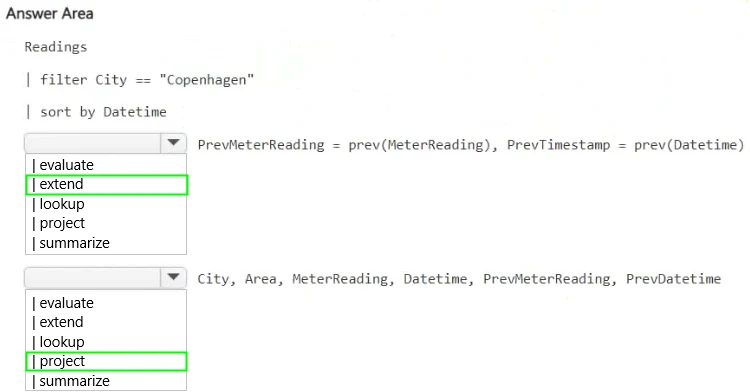 Answer Area
Readings
| filter City == "Copenhagen"
| sort by Datetime
PrevMeterReading = prev(MeterReading), PrevTimestamp = prev(Datetime)
| evaluate
| extend
| lookup
| project
| summarize
City, Area, MeterReading, Datetime, PrevMeterReading, PrevDatetime
| evaluate
| extend
| lookup
| project
| summarize